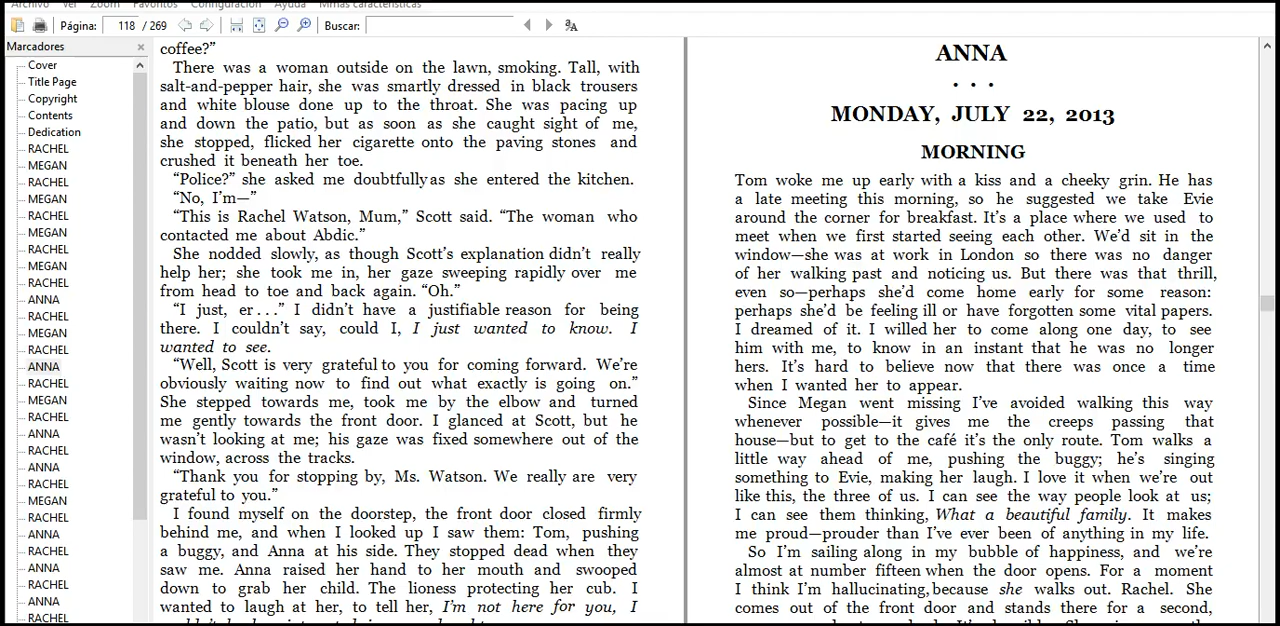 Archivo Ver Zoom Favoritos Configuración Ayuda Minas características
Página: 118 / 269 Buscar:
Marcadores
Cover
Title Page
Copyright
Contents
Dedication
RACHEL
MEGAN
RACHEL
MEGAN
RACHEL
MEGAN
RACHEL
MEGAN
RACHEL
ANNA
RACHEL
MEGAN
RACHEL
ANNA
RACHEL
MEGAN
RACHEL
ANNA
RACHEL
ANNA
RACHEL
MEGAN
RACHEL
ANNA
RACHEL
ANNA
RACHEL
ANNA
RACHEL
coffee?”
There was a woman outside on the lawn, smoking. Tall, with
salt-and-pepper hair, she was smartly dressed in black trousers
and white blouse done up to the throat. She was pacing up
and down the patio, but as soon as she caught sight of me,
she stopped, flicked her cigarette onto the paving stones and
crushed it beneath her toe.
“Police?” she asked me doubtfully as she entered the kitchen.
“No, I’m—”
“This is Rachel Watson, Mum,” Scott said. “The woman who
contacted me about Abdic.”
She nodded slowly, as though Scott’s explanation didn’t really
help her; she took me in, her gaze sweeping rapidly over me
from head to toe and back again. “Oh.”
“I just, er . . .” I didn’t have a justifiable reason for being
there. I couldn’t say, could I, I just wanted to know. I
wanted to see.
“Well, Scott is very grateful to you for coming forward. We’re
obviously waiting now to find out what exactly is going on.”
She stepped towards me, took me by the elbow and turned
me gently towards the front door. I glanced at Scott, but he
wasn’t looking at me; his gaze was fixed somewhere out of the
window, across the tracks.
“Thank you for stopping by, Ms. Watson. We really are very
grateful to you.”
I found myself on the doorstep, the front door closed firmly
behind me, and when I looked up I saw them: Tom, pushing
a buggy, and Anna at his side. They stopped dead when they
saw me. Anna raised her hand to her mouth and swooped
down to grab her child. The lioness protecting her cub. I
wanted to laugh at her, to tell her, I’m not here for you, I
ANNA
• • •
MONDAY, JULY 22, 2013
MORNING
Tom woke me up early with a kiss and a cheeky grin. He has
a late meeting this morning, so he suggested we take Evie
around the corner for breakfast. It’s a place where we used to
meet when we first started seeing each other. We’d sit in the
window—she was at work in London so there was no danger
of her walking past and noticing us. But there was that thrill,
even so—perhaps she’d come home early for some reason:
perhaps she’d be feeling ill or have forgotten some vital papers.
I dreamed of it. I willed her to come along one day, to see
him with me, to know in an instant that he was no longer
hers. It’s hard to believe now that there was once a time
when I wanted her to appear.
Since Megan went missing I’ve avoided walking this way
whenever possible—it gives me the creeps passing that
house—but to get to the café it’s the only route. Tom walks a
little way ahead of me, pushing the buggy; he’s singing
something to Evie, making her laugh. I love it when we’re out
like this, the three of us. I can see the way people look at us;
I can see them thinking, What a beautiful family. It makes
me proud—prouder than I’ve ever been of anything in my life.
So I’m sailing along in my bubble of happiness, and we’re
almost at number fifteen when the door opens. For a moment
I think I’m hallucinating, because she walks out. Rachel. She
comes out of the front door and stands there for a second,